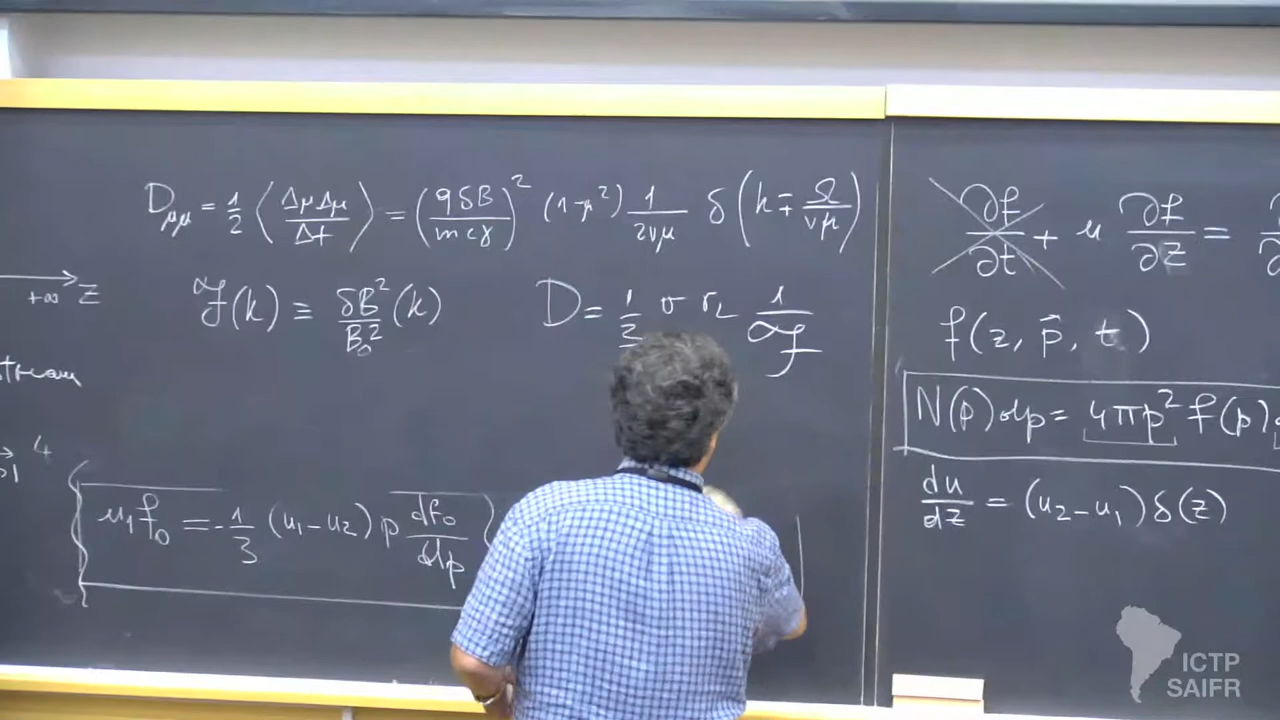 D_μμ = 1/2 ⟨ΔμΔμ/Δt⟩ = (qδB/mcγ)² (1-μ²) 1/2vμ δ(k ∓ Ω/vμ)
+∞ z
ℱ(k) ≡ δB²/B₀² (k)
D = 1/3 v r_L 1/ℱ
stream
4
u₁f₀ = -1/3 (u₁-u₂) p df₀/dp
∂f/∂t + u ∂f/∂z =
f(z, p⃗, t)
N(p)dp = 4πp² f(p)
du/dz = (u₂-u₁)δ(z)
ICTP
SAIFR